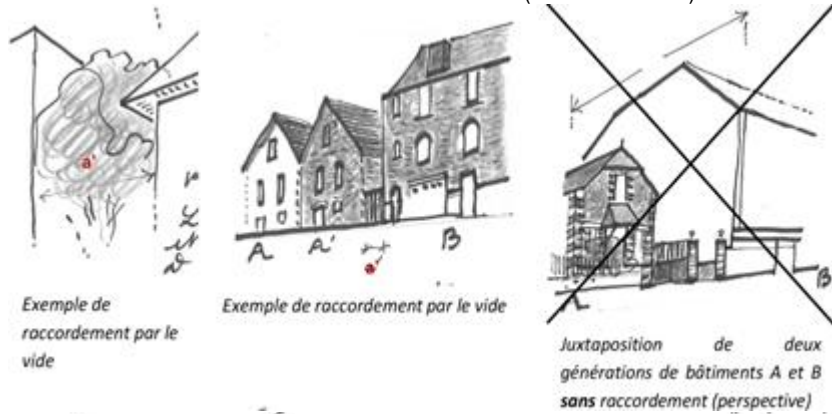 a'
A
A'
a'
B
B
Exemple de
raccordement par le
vide
Exemple de raccordement par le vide
Juxtaposition de deux
générations de bâtiments A et B
sans raccordement (perspective)